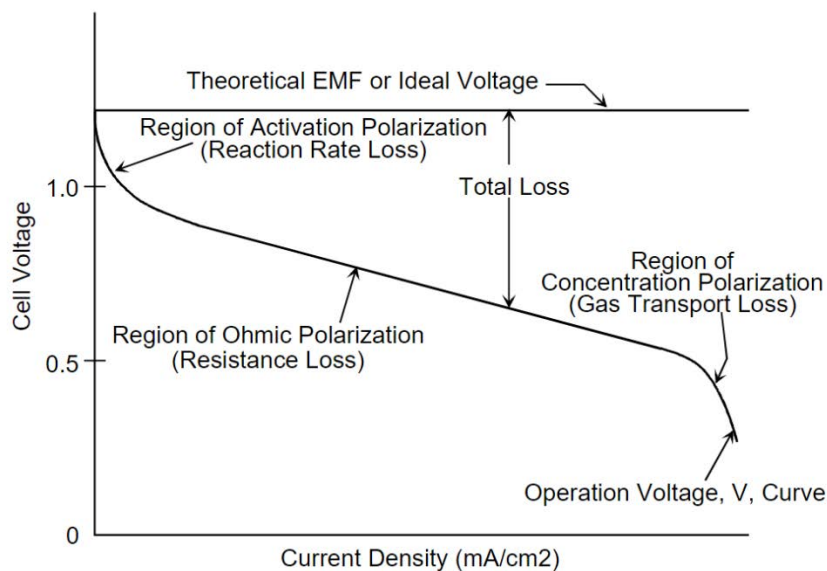 Theoretical EMF or Ideal Voltage
Region of Activation Polarization
(Reaction Rate Loss)
Total Loss
1.0
Region of
Concentration Polarization
(Gas Transport Loss)
Cell Voltage
Region of Ohmic Polarization
(Resistance Loss)
0.5
Operation Voltage, V, Curve
0
Current Density (mA/cm2)